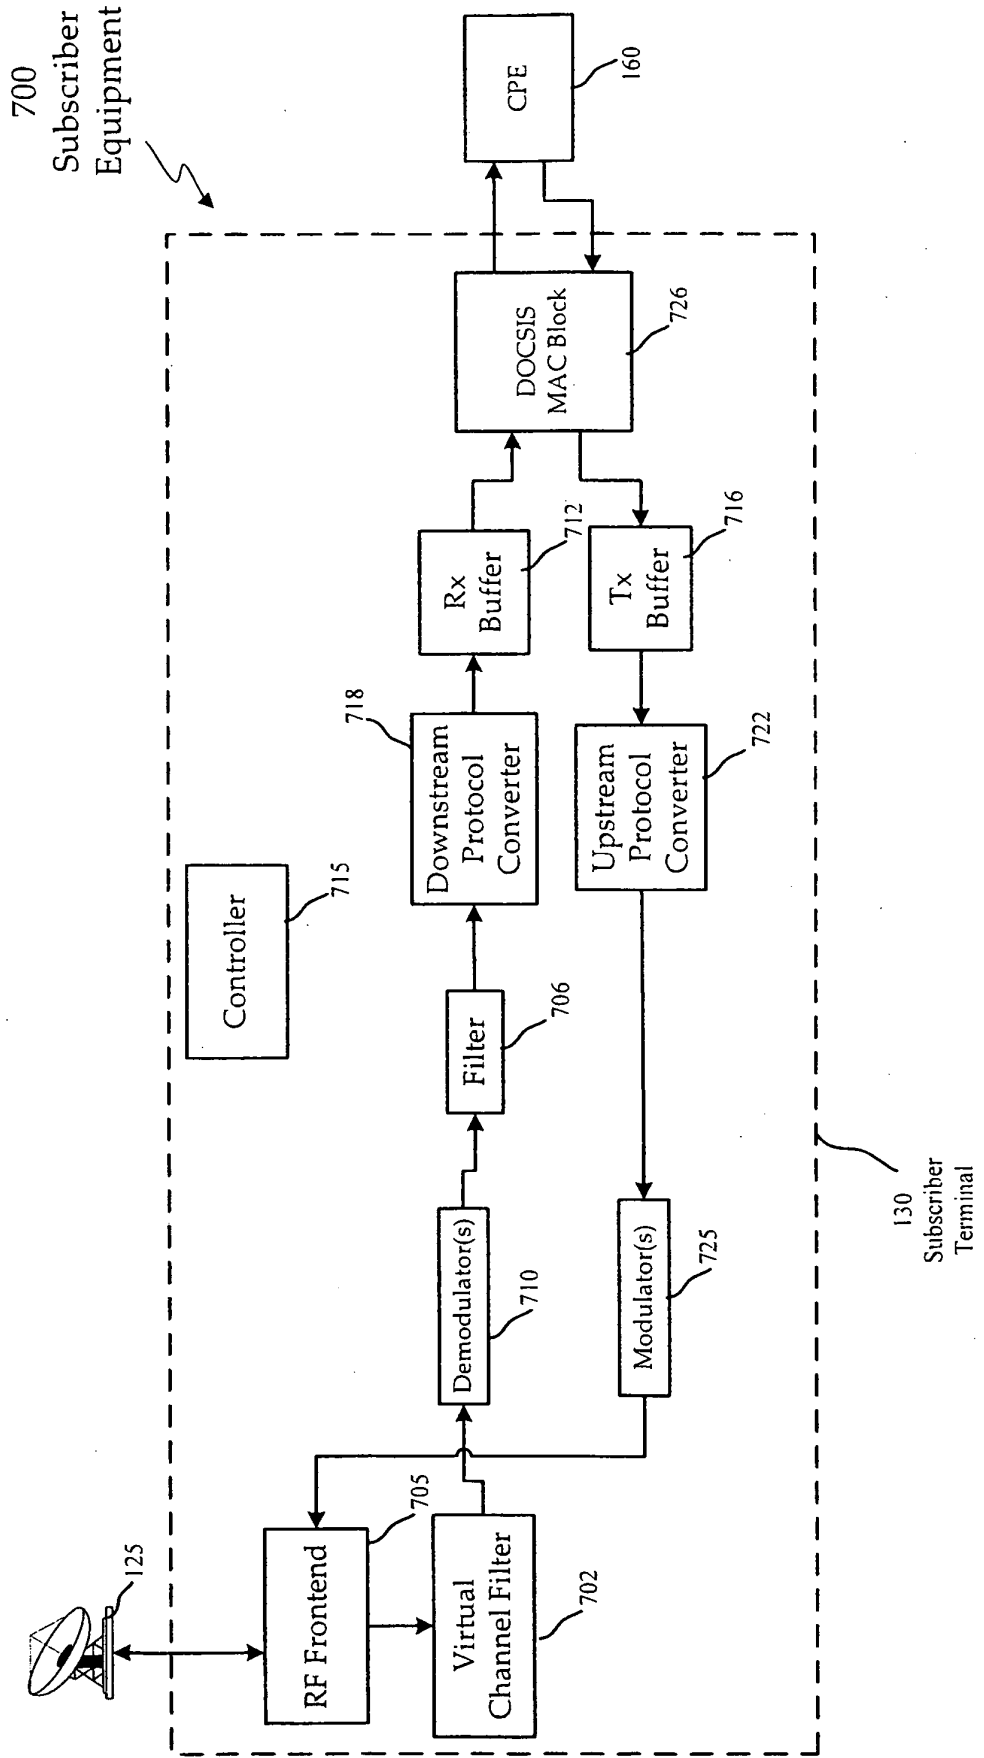 700
Subscriber
Equipment
125
RF Frontend
705
Virtual
Channel Filter
702
Controller
715
Demodulator(s)
710
Filter
706
Downstream
Protocol
Converter
718
Rx
Buffer
712
DOCSIS
MAC Block
726
CPE
160
Tx
Buffer
716
Upstream
Protocol
Converter
722
Modulator(s)
725
130
Subscriber
Terminal